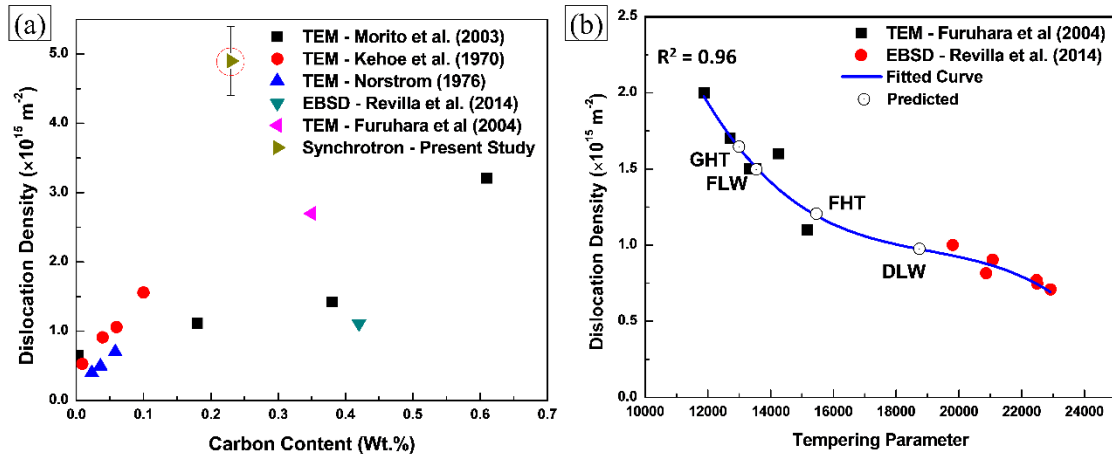 (a)
Dislocation Density (×10¹⁵ m⁻²)
5.0
4.0
3.0
2.0
1.0
0.0
TEM - Morito et al. (2003)
TEM - Kehoe et al. (1970)
TEM - Norstrom (1976)
EBSD - Revilla et al. (2014)
TEM - Furuhara et al (2004)
Synchrotron - Present Study
0.0 0.1 0.2 0.3 0.4 0.5 0.6 0.7
Carbon Content (Wt.%)
(b)
Dislocation Density (×10¹⁵ m⁻²)
2.5
2.0
1.5
1.0
0.5
0.0
R² = 0.96
TEM - Furuhara et al (2004)
EBSD - Revilla et al. (2014)
Fitted Curve
Predicted
GHT
FLW
FHT
DLW
10000 12000 14000 16000 18000 20000 22000 24000
Tempering Parameter